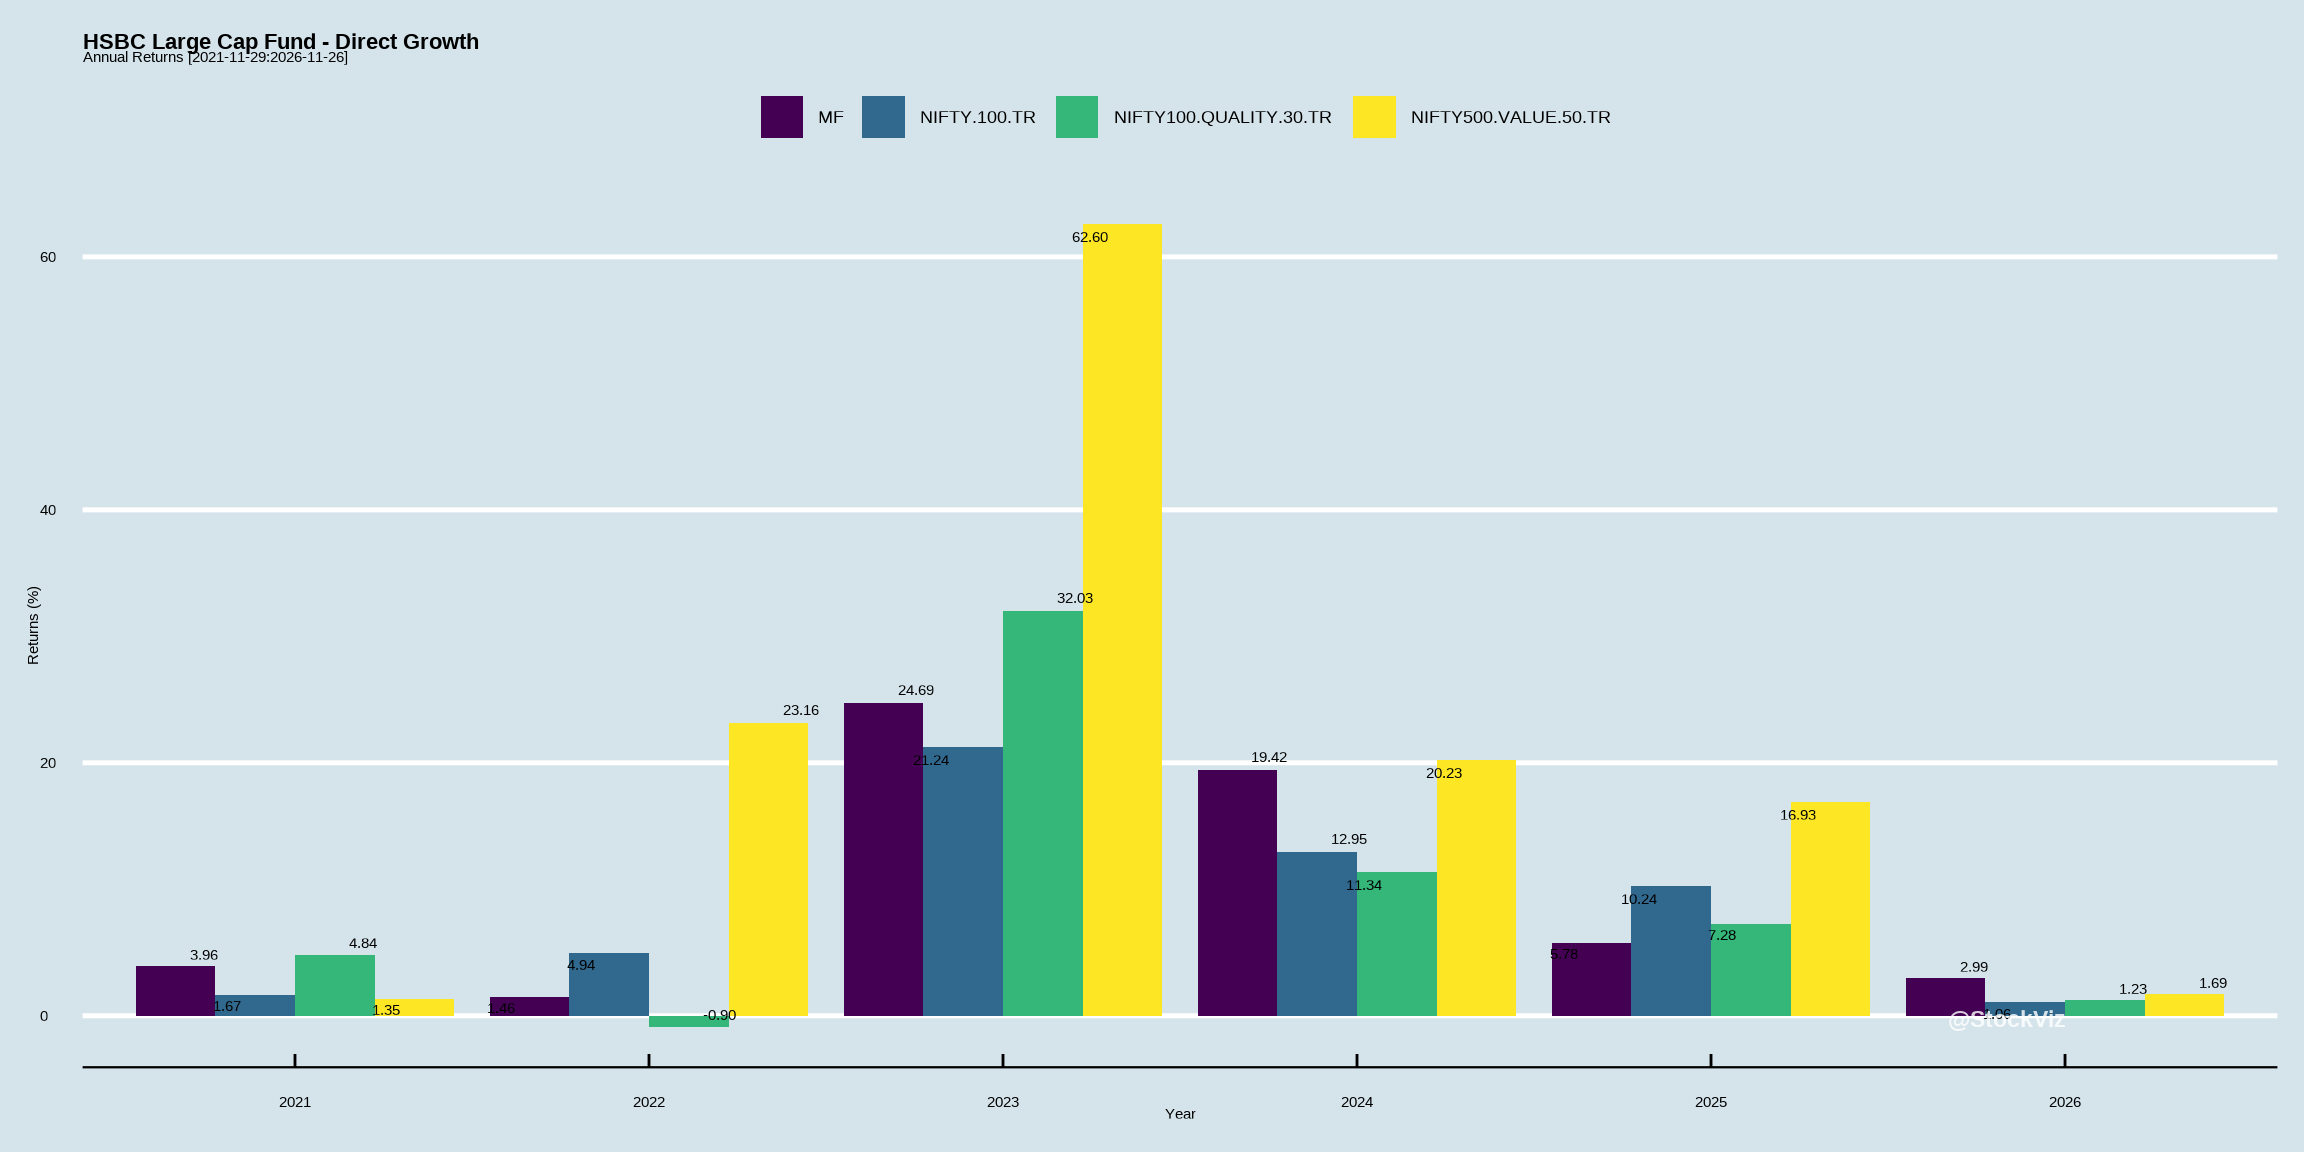 HSBC Large Cap Fund - Direct Growth
Annual Returns [2021-11-29:2026-11-26]
MF NIFTY.100.TR NIFTY100.QUALITY.30.TR NIFTY500.VALUE.50.TR
Returns (%)
60
40
20
0
3.96 1.67 4.84 1.35
1.46 4.94 -0.90 23.16
24.69 21.24 32.03 62.60
19.42 12.95 11.34 20.23
5.78 10.24 7.28 16.93
2.99 1.06 1.23 1.69
@StockViz
2021 2022 2023 2024 2025 2026
Year